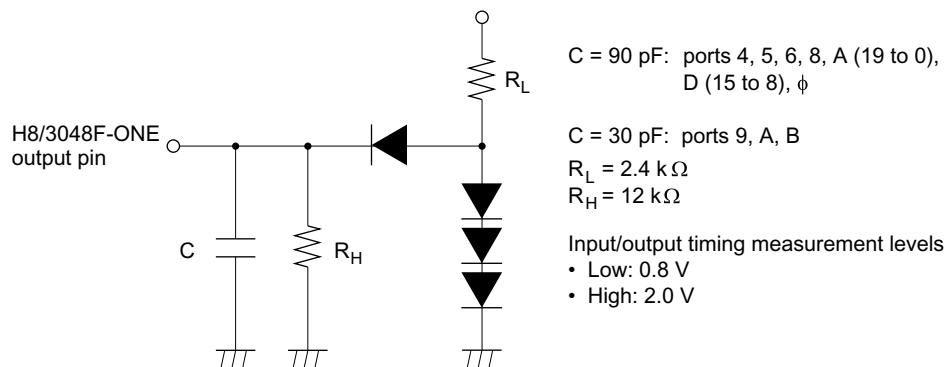 R_L
H8/3048F-ONE
output pin
C
R_H
C = 90 pF: ports 4, 5, 6, 8, A (19 to 0),
D (15 to 8), ϕ
C = 30 pF: ports 9, A, B
R_L = 2.4 k Ω
R_H = 12 kΩ
Input/output timing measurement levels
• Low: 0.8 V
• High: 2.0 V